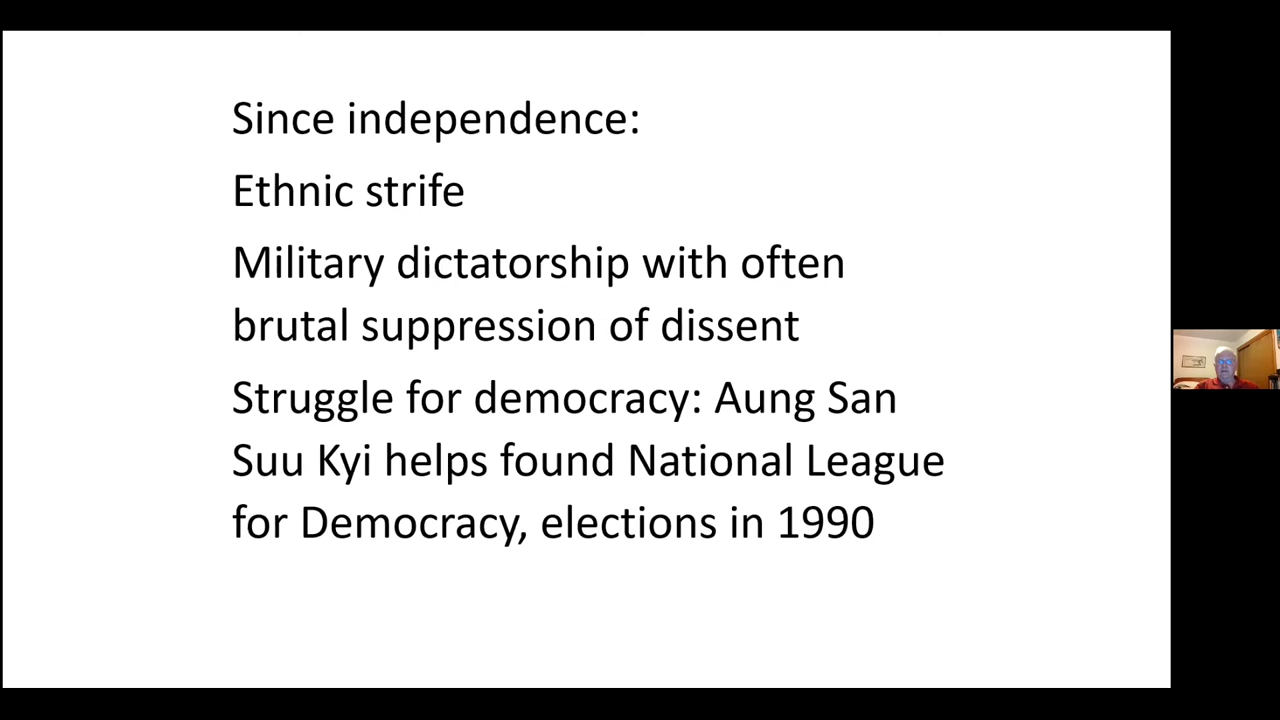 Since independence:
Ethnic strife
Military dictatorship with often
brutal suppression of dissent
Struggle for democracy: Aung San
Suu Kyi helps found National League
for Democracy, elections in 1990